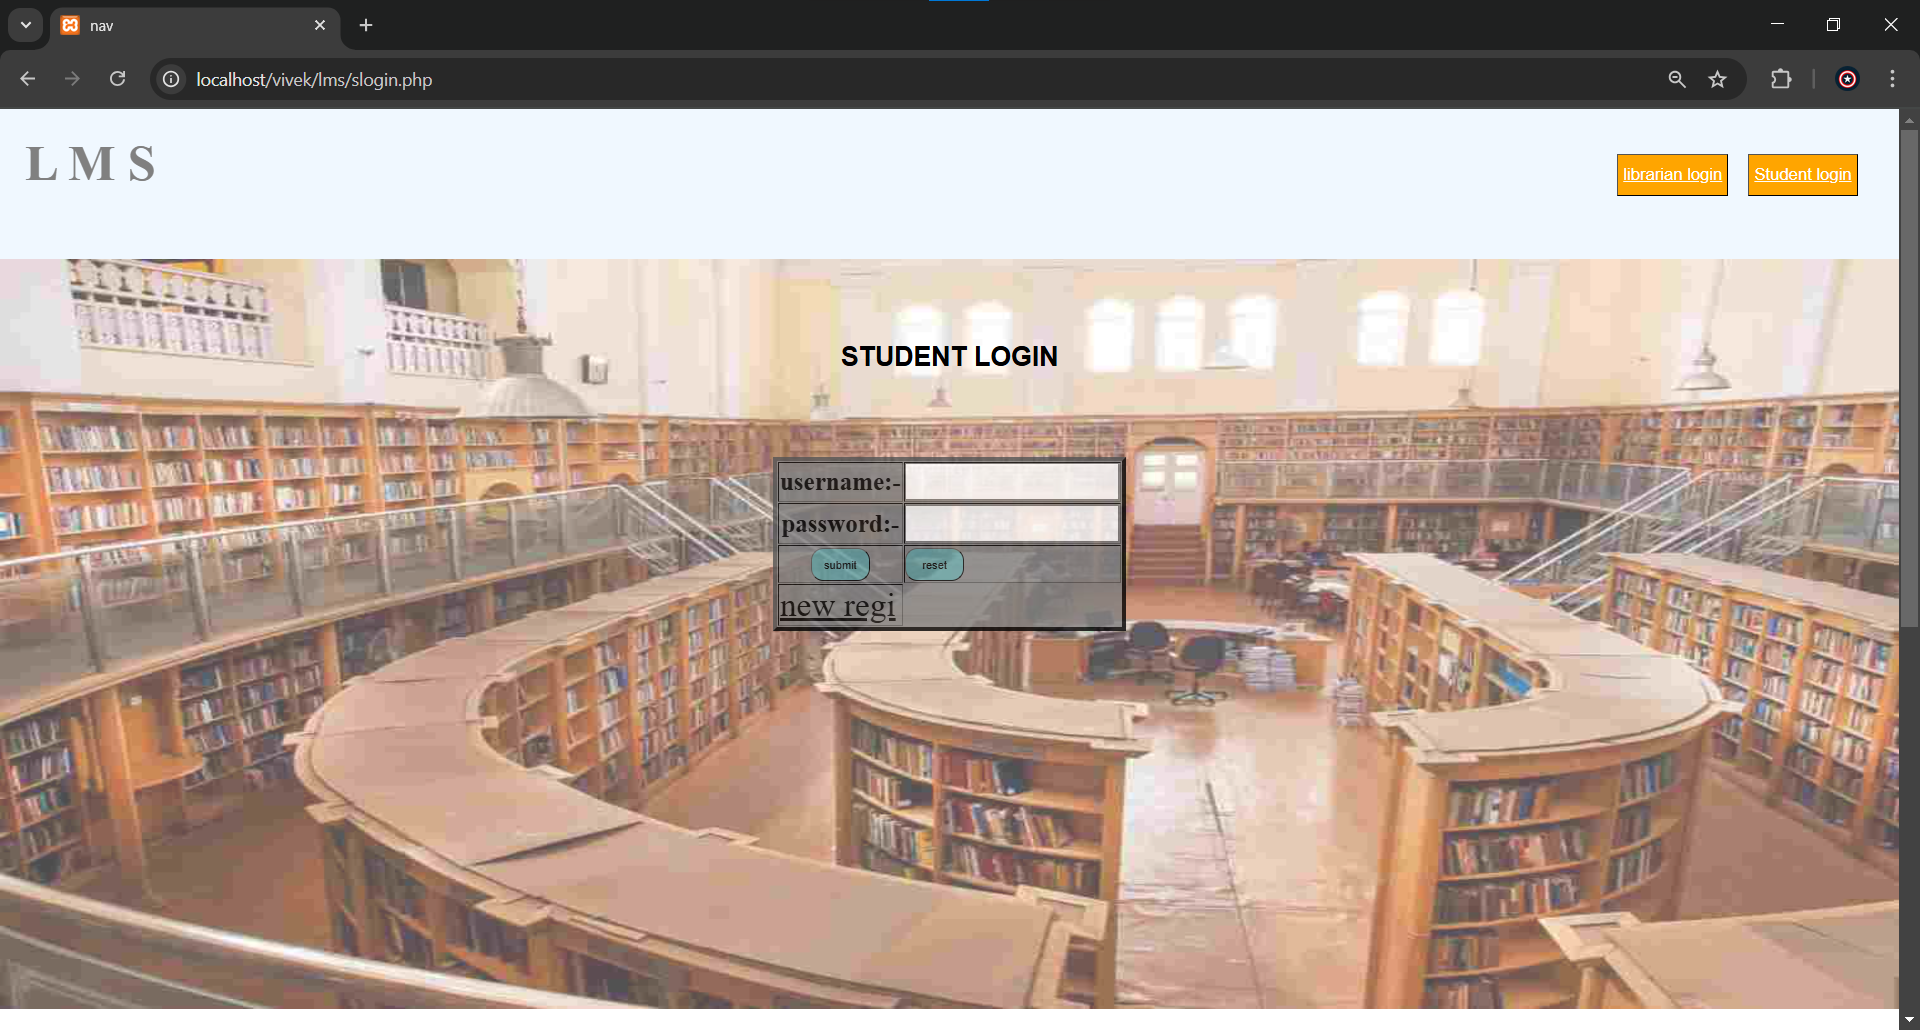 nav
localhost/vivek/lms/slogin.php
L M S
librarian login
Student login
STUDENT LOGIN
username:-
password:-
submit
reset
new regi